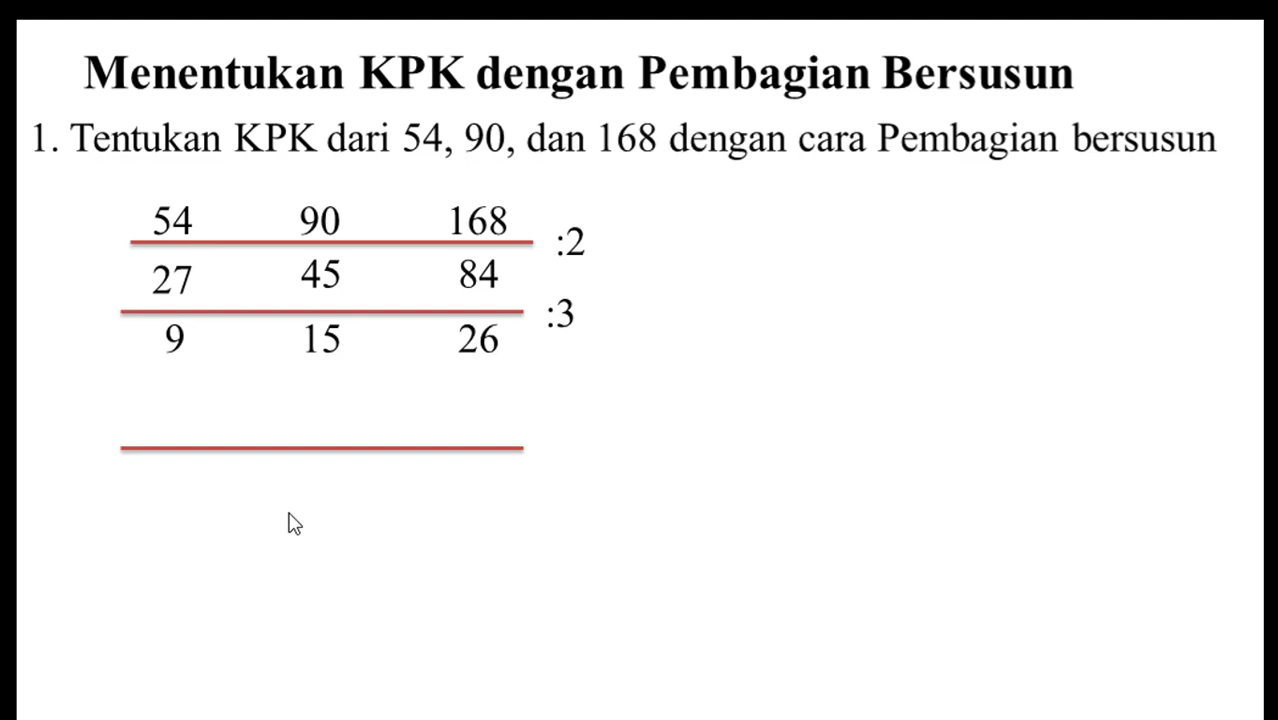 Menentukan KPK dengan Pembagian Bersusun
1. Tentukan KPK dari 54, 90, dan 168 dengan cara Pembagian bersusun
54 90 168
:2
27 45 84
:3
9 15 26